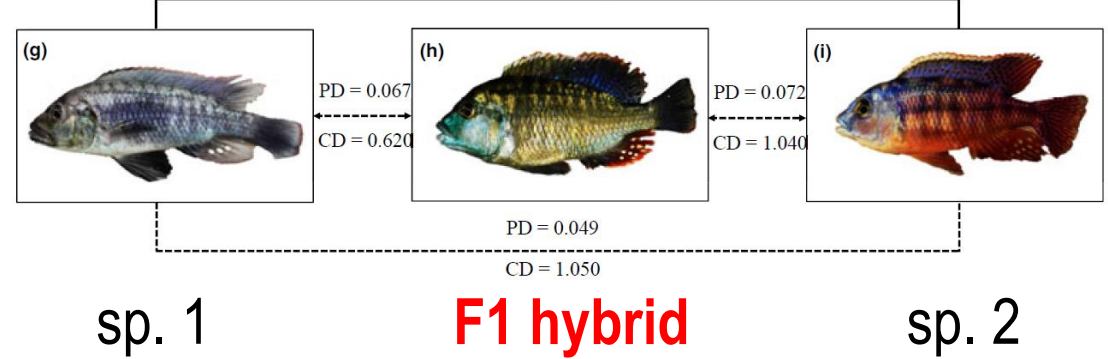 (g)
(h)
(i)
PD = 0.067
CD = 0.620
PD = 0.072
CD = 1.040
PD = 0.049
CD = 1.050
sp. 1
F1 hybrid
sp. 2